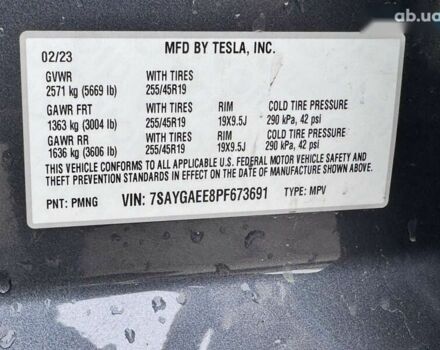 ab.ua
MFD BY TESLA, INC.
02/23
GVWR WITH TIRES
2571 kg (5669 lb) 255/45R19
GAWR FRT WITH TIRES RIM COLD TIRE PRESSURE
1363 kg (3004 lb) 255/45R19 19X9.5J 290 kPa, 42 psi
GAWR RR WITH TIRES RIM COLD TIRE PRESSURE
1636 kg (3606 lb) 255/45R19 19X9.5J 290 kPa, 42 psi
THIS VEHICLE CONFORMS TO ALL APPLICABLE U.S. FEDERAL MOTOR VEHICLE SAFETY AND
THEFT PREVENTION STANDARDS IN EFFECT ON THE DATE OF MANUFACTURE SHOWN ABOVE.
PNT: PMNG VIN: 7SAYGAEE8PF673691 TYPE: MPV